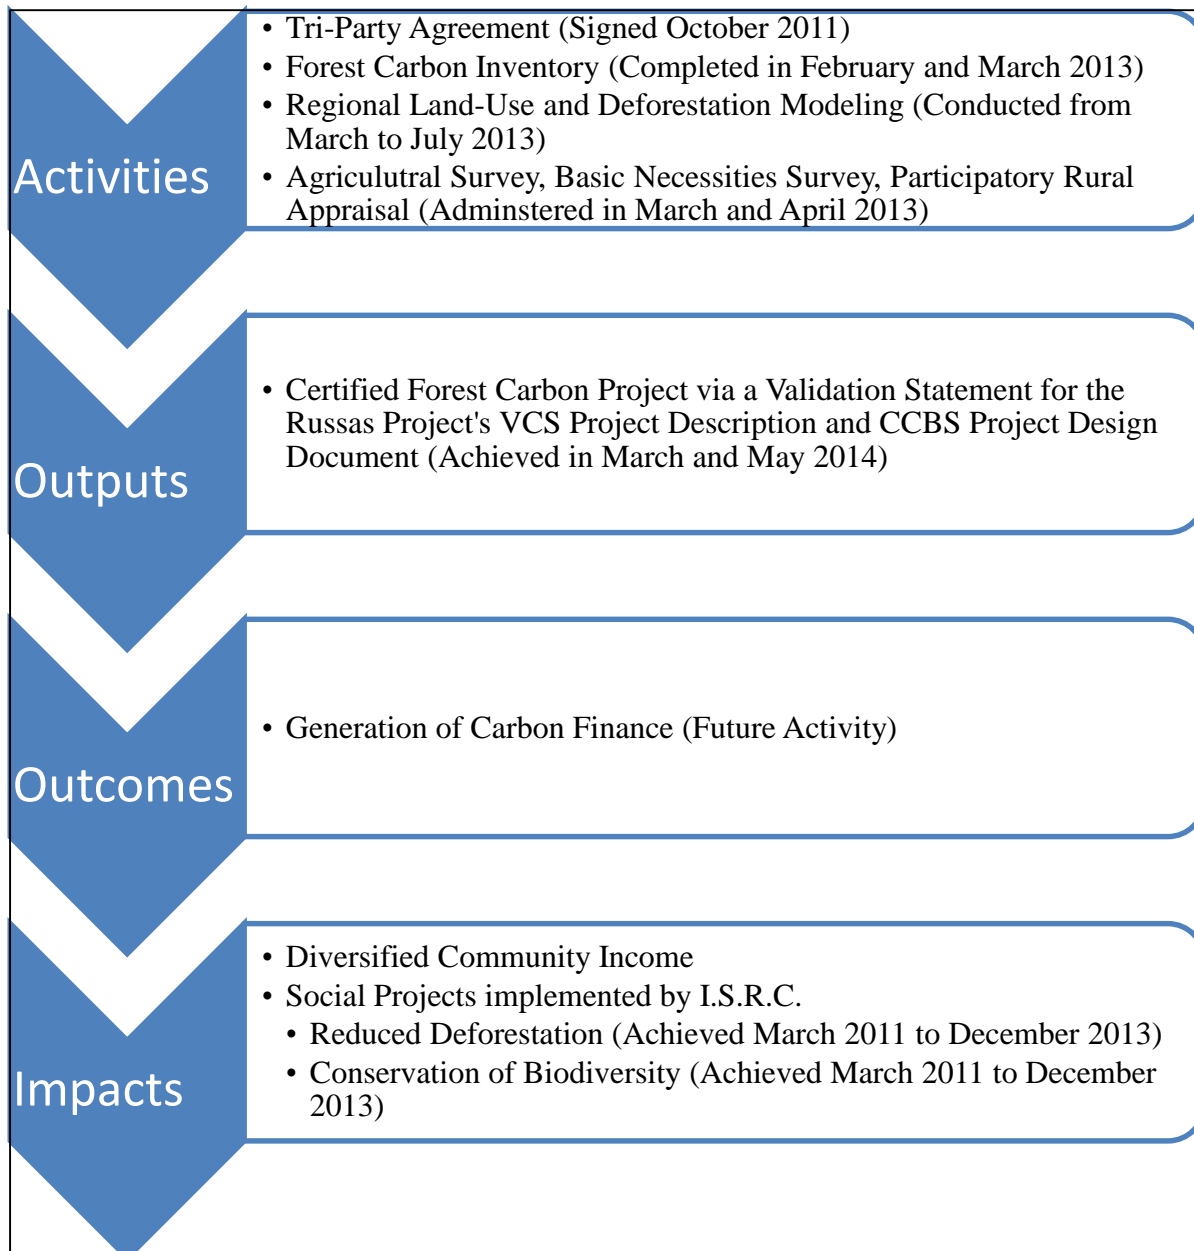 Activities
• Tri-Party Agreement (Signed October 2011)
• Forest Carbon Inventory (Completed in February and March 2013)
• Regional Land-Use and Deforestation Modeling (Conducted from
March to July 2013)
• Agriculutral Survey, Basic Necessities Survey, Participatory Rural
Appraisal (Adminstered in March and April 2013)
Outputs
• Certified Forest Carbon Project via a Validation Statement for the
Russas Project's VCS Project Description and CCBS Project Design
Document (Achieved in March and May 2014)
Outcomes
• Generation of Carbon Finance (Future Activity)
Impacts
• Diversified Community Income
• Social Projects implemented by I.S.R.C.
• Reduced Deforestation (Achieved March 2011 to December 2013)
• Conservation of Biodiversity (Achieved March 2011 to December
2013)